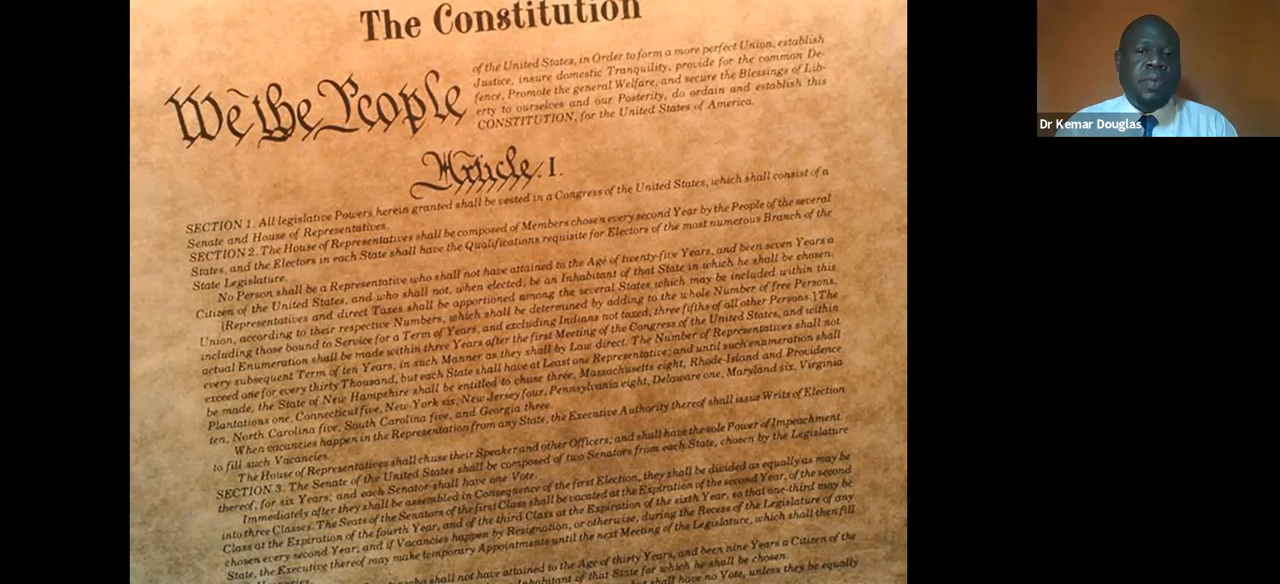 The Constitution
We the People
of the United States, in Order to form a more perfect Union, establish
Justice, insure domestic Tranquility, provide for the common De-
fence, Promote the general Welfare, and secure the Blessings of Lib-
erty to ourselves and our Posterity, do ordain and establish this
CONSTITUTION, for the United States of America.
Article I.
SECTION 1. All legislative Powers herein granted shall be vested in a Congress of the United States, which shall consist of a
Senate and House of Representatives.
SECTION 2. The House of Representatives shall be composed of Members chosen every second Year by the People of the several
States, and the Electors in each State shall have the Qualifications requisite for Electors of the most numerous Branch of the
State Legislature.
No Person shall be a Representative who shall not have attained to the Age of twenty-five Years, and been seven Years a
Citizen of the United States, and who shall not, when elected, be an Inhabitant of that State in which he shall be chosen.
[Representatives and direct Taxes shall be apportioned among the several States which may be included within this
Union, according to their respective Numbers, which shall be determined by adding to the whole Number of free Persons,
including those bound to Service for a Term of Years, and excluding Indians not taxed, three fifths of all other Persons.] The
actual Enumeration shall be made within three Years after the first Meeting of the Congress of the United States, and within
every subsequent Term of ten Years, in such Manner as they shall by Law direct. The Number of Representatives shall not
exceed one for every thirty Thousand, but each State shall have at Least one Representative; and until such enumeration shall
be made, the State of New Hampshire shall be entitled to chuse three, Massachusetts eight, Rhode-Island and Providence
Plantations one, Connecticut five, New-York six, New Jersey four, Pennsylvania eight, Delaware one, Maryland six, Virginia
ten, North Carolina five, South Carolina five, and Georgia three.
When vacancies happen in the Representation from any State, the Executive Authority thereof shall issue Writs of Election
to fill such Vacancies.
The House of Representatives shall chuse their Speaker and other Officers; and shall have the sole Power of Impeachment.
SECTION 3. The Senate of the United States shall be composed of two Senators from each State, chosen by the Legislature
thereof, for six Years; and each Senator shall have one Vote.
Immediately after they shall be assembled in Consequence of the first Election, they shall be divided as equally as may be
into three Classes. The Seats of the Senators of the first Class shall be vacated at the Expiration of the second Year, of the second
Class at the Expiration of the fourth Year, and of the third Class at the Expiration of the sixth Year, so that one-third may be
chosen every second Year; and if Vacancies happen by Resignation, or otherwise, during the Recess of the Legislature of any
State, the Executive thereof may make temporary Appointments until the next Meeting of the Legislature, which shall then fill
who shall not have attained to the Age of thirty Years, and been nine Years a Citizen of the
Inhabitant of that State for which he shall be chosen.
shall have no Vote, unless they be equally
Dr Kemar Douglas